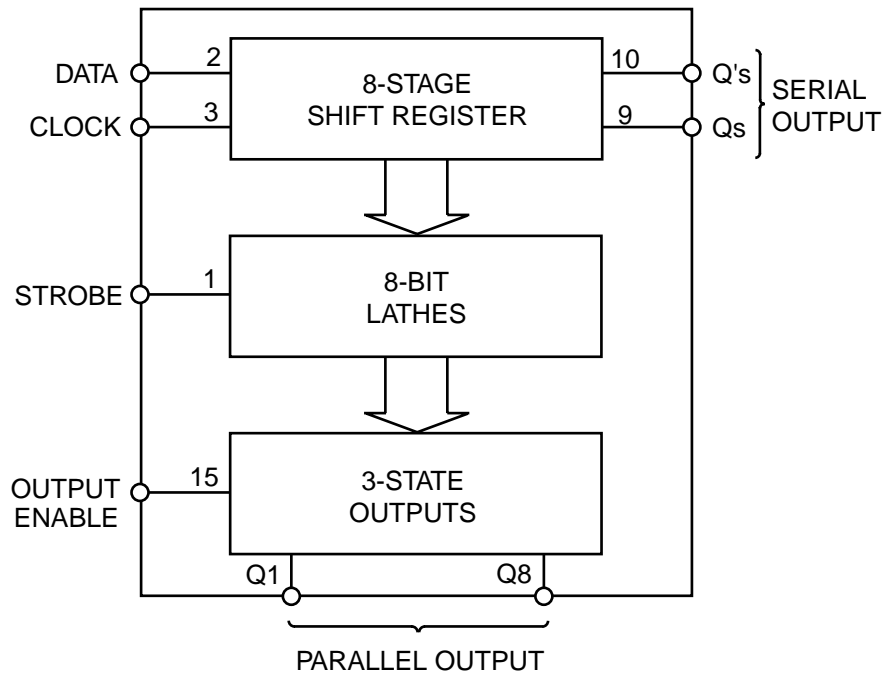 DATA
2
8-STAGE
SHIFT REGISTER
10
Q's
CLOCK
3
9
Qs
SERIAL
OUTPUT
STROBE
1
8-BIT
LATHES
OUTPUT
ENABLE
15
3-STATE
OUTPUTS
Q1
Q8
PARALLEL OUTPUT